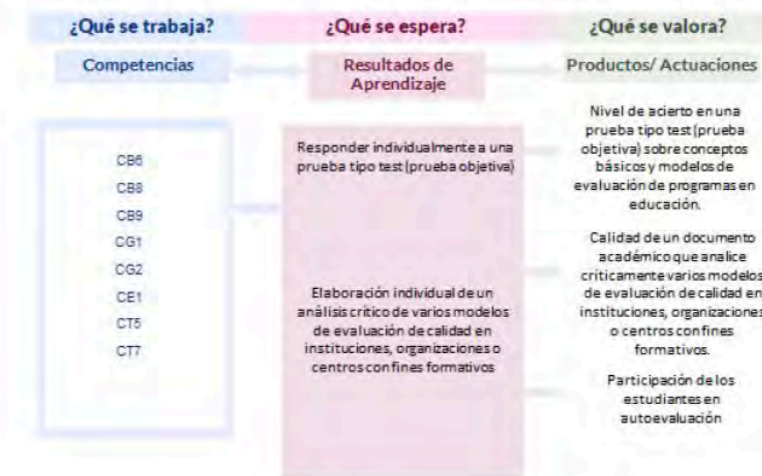 ¿Qué se trabaja?
¿Qué se espera?
¿Qué se valora?
Competencias
Resultados de
Aprendizaje
Productos/ Actuaciones
CB6
CB8
CB9
CG1
CG2
CE1
CT5
CT7
Responder individualmente a una
prueba tipo test (prueba objetiva)
Elaboración individual de un
análisis crítico de varios modelos
de evaluación de calidad en
instituciones, organizaciones o
centros con fines formativos
Nivel de acierto en una
prueba tipo test (prueba
objetiva) sobre conceptos
básicos y modelos de
evaluación de programas en
educación.
Calidad de un documento
académico que analice
críticamente varios modelos
de evaluación de calidad en
instituciones, organizaciones
o centros con fines
formativos.
Participación de los
estudiantes en
autoevaluación